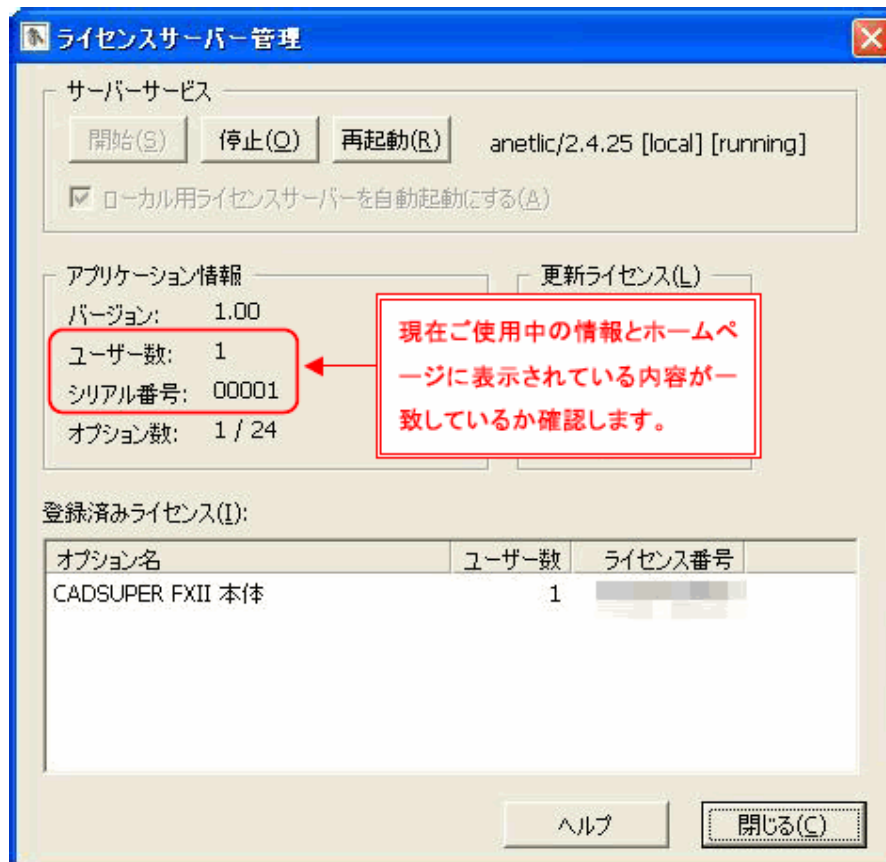 ライセンスサーバー管理
サーバーサービス
開始(S) 停止(O) 再起動(R) anetlic/2.4.25 [local] [running]
ローカル用ライセンスサーバーを自動起動にする(A)
アプリケーション情報
バージョン: 1.00
ユーザー数: 1
シリアル番号: 00001
オプション数: 1 / 24
更新ライセンス(L)
現在ご使用中の情報とホームペ
ージに表示されている内容が一
致しているか確認します。
登録済みライセンス(I):
オプション名 ユーザー数 ライセンス番号
CADSUPER FXII 本体 1
ヘルプ 閉じる(C)